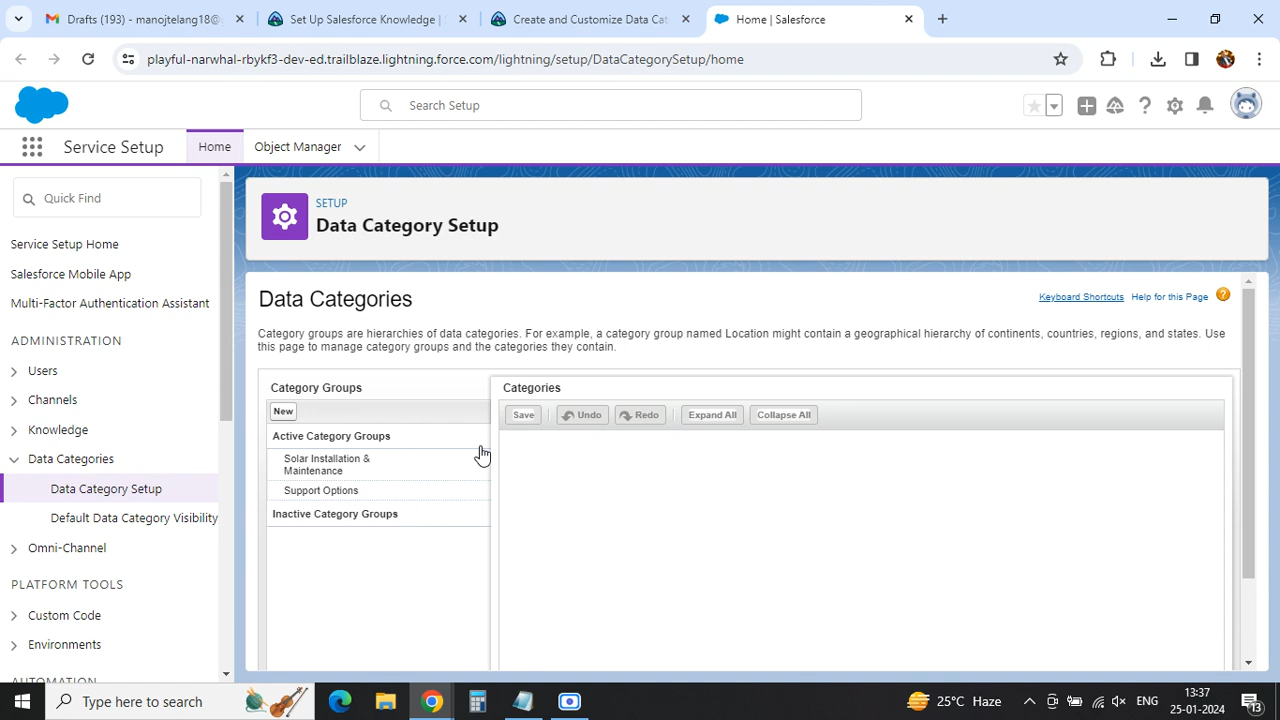 Drafts (193) - manojtelang18@
Set Up Salesforce Knowledge |
Create and Customize Data Cat
Home | Salesforce
playful-narwhal-rbykf3-dev-ed.trailblaze.lightning.force.com/lightning/setup/DataCategorySetup/home
Search Setup
Service Setup
Home
Object Manager
Quick Find
Service Setup Home
Salesforce Mobile App
Multi-Factor Authentication Assistant
ADMINISTRATION
Users
Channels
Knowledge
Data Categories
Data Category Setup
Default Data Category Visibility
Omni-Channel
PLATFORM TOOLS
Custom Code
Environments
AUTOMATION
SETUP
Data Category Setup
Data Categories
Keyboard Shortcuts
Help for this Page
Category groups are hierarchies of data categories. For example, a category group named Location might contain a geographical hierarchy of continents, countries, regions, and states. Use
this page to manage category groups and the categories they contain.
Category Groups
New
Active Category Groups
Solar Installation &
Maintenance
Support Options
Inactive Category Groups
Categories
Save
Undo
Redo
Expand All
Collapse All
Type here to search
25°C Haze
ENG
13:37
25-01-2024
13